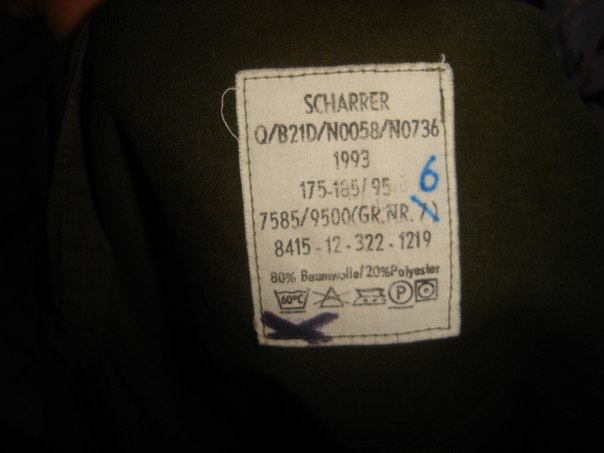 SCHARRER
Q/B21D/N0058/N0736
1993
175-185/95
6
7585/9500(GR.NR.7)
8415-12-322-1219
80% Baumwolle/20%Polyester
60°C P